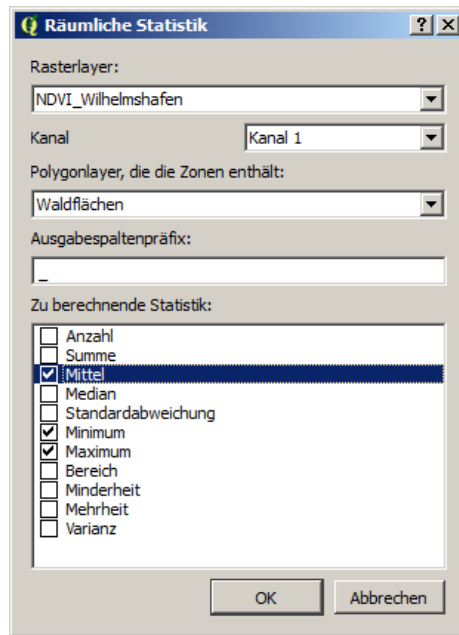 Räumliche Statistik
Rasterlayer:
NDVI_Wilhelmshafen
Kanal Kanal 1
Polygonlayer, die die Zonen enthält:
Waldflächen
Ausgabespaltenpräfix:
_
Zu berechnende Statistik:
Anzahl
Summe
Mittel
Median
Standardabweichung
Minimum
Maximum
Bereich
Minderheit
Mehrheit
Varianz
OK Abbrechen